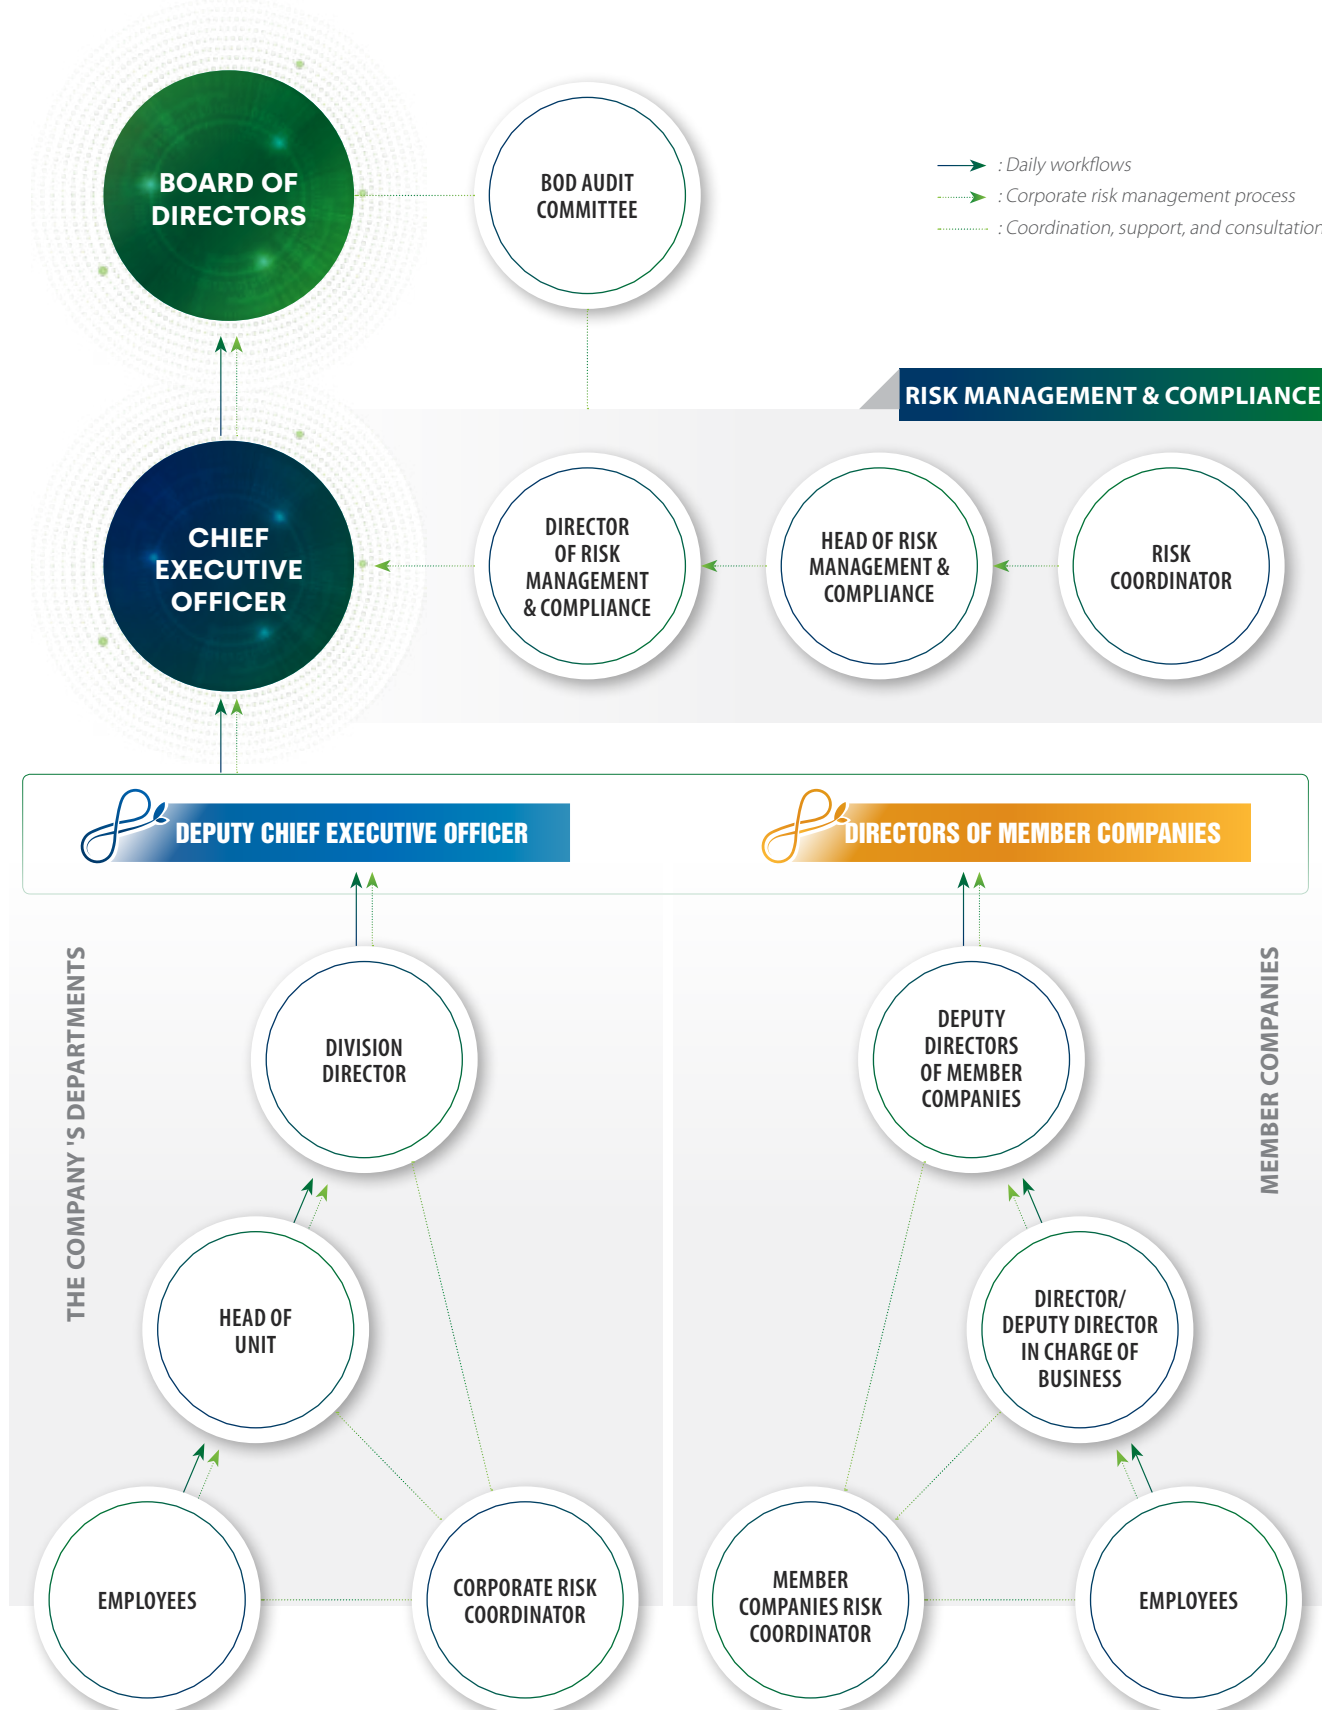 BOARD OF
DIRECTORS
BOD AUDIT
COMMITTEE
: Daily workflows
: Corporate risk management process
: Coordination, support, and consultation
RISK MANAGEMENT & COMPLIANCE
CHIEF
EXECUTIVE
OFFICER
DIRECTOR
OF RISK
MANAGEMENT
& COMPLIANCE
HEAD OF RISK
MANAGEMENT &
COMPLIANCE
RISK
COORDINATOR
DEPUTY CHIEF EXECUTIVE OFFICER
DIRECTORS OF MEMBER COMPANIES
THE COMPANY 'S DEPARTMENTS
DIVISION
DIRECTOR
HEAD OF
UNIT
EMPLOYEES
CORPORATE RISK
COORDINATOR
MEMBER COMPANIES
DEPUTY
DIRECTORS
OF MEMBER
COMPANIES
DIRECTOR/
DEPUTY DIRECTOR
IN CHARGE OF
BUSINESS
MEMBER
COMPANIES RISK
COORDINATOR
EMPLOYEES